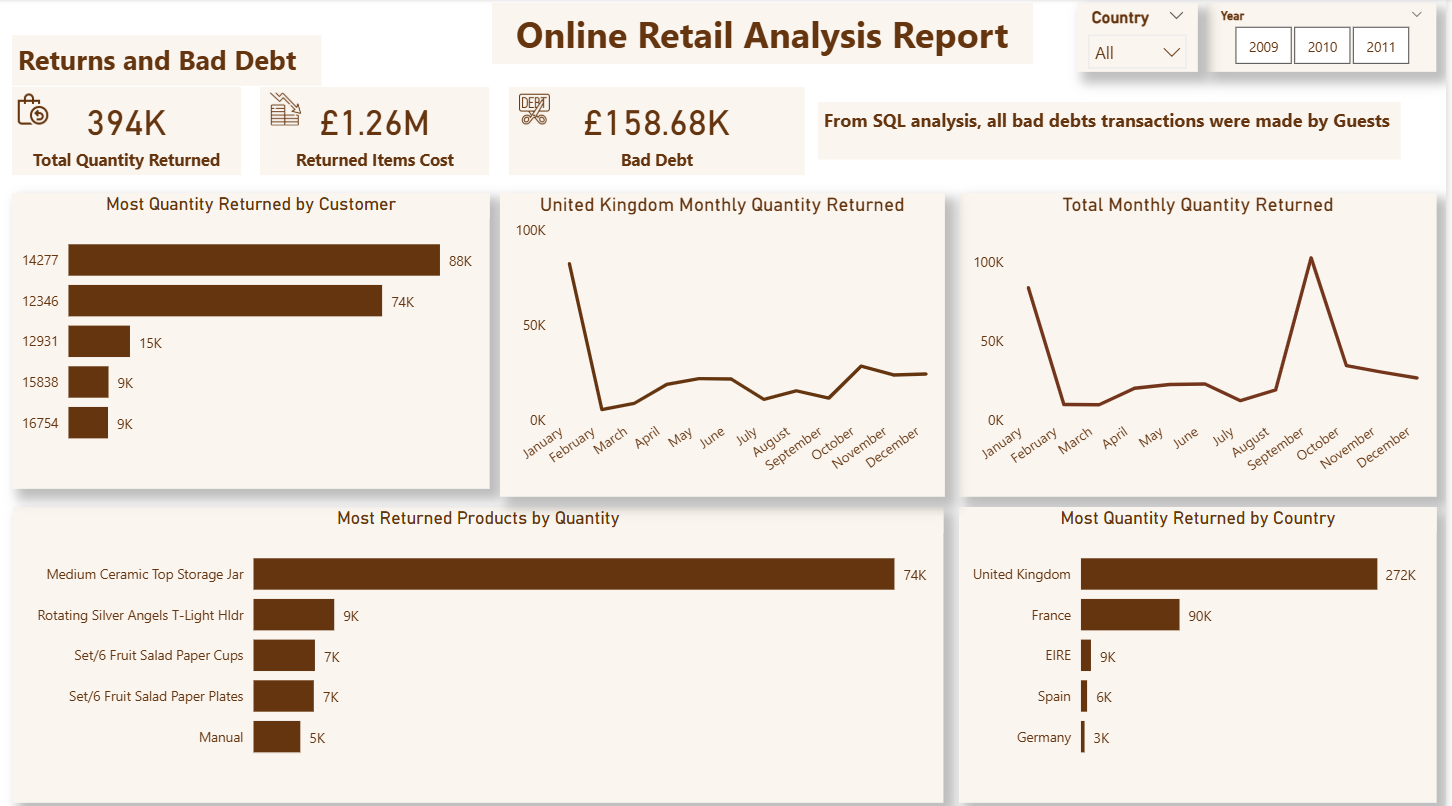 Online Retail Analysis Report
Country
All
Year
2009 2010 2011
Returns and Bad Debt
394K
Total Quantity Returned
£1.26M
Returned Items Cost
DEBT
£158.68K
Bad Debt
From SQL analysis, all bad debts transactions were made by Guests
Most Quantity Returned by Customer
14277 88K
12346 74K
12931 15K
15838 9K
16754 9K
United Kingdom Monthly Quantity Returned
100K
50K
0K
January February March April May June July August September October November December
Total Monthly Quantity Returned
100K
50K
0K
January February March April May June July August September October November December
Most Returned Products by Quantity
Medium Ceramic Top Storage Jar 74K
Rotating Silver Angels T-Light Hldr 9K
Set/6 Fruit Salad Paper Cups 7K
Set/6 Fruit Salad Paper Plates 7K
Manual 5K
Most Quantity Returned by Country
United Kingdom 272K
France 90K
EIRE 9K
Spain 6K
Germany 3K